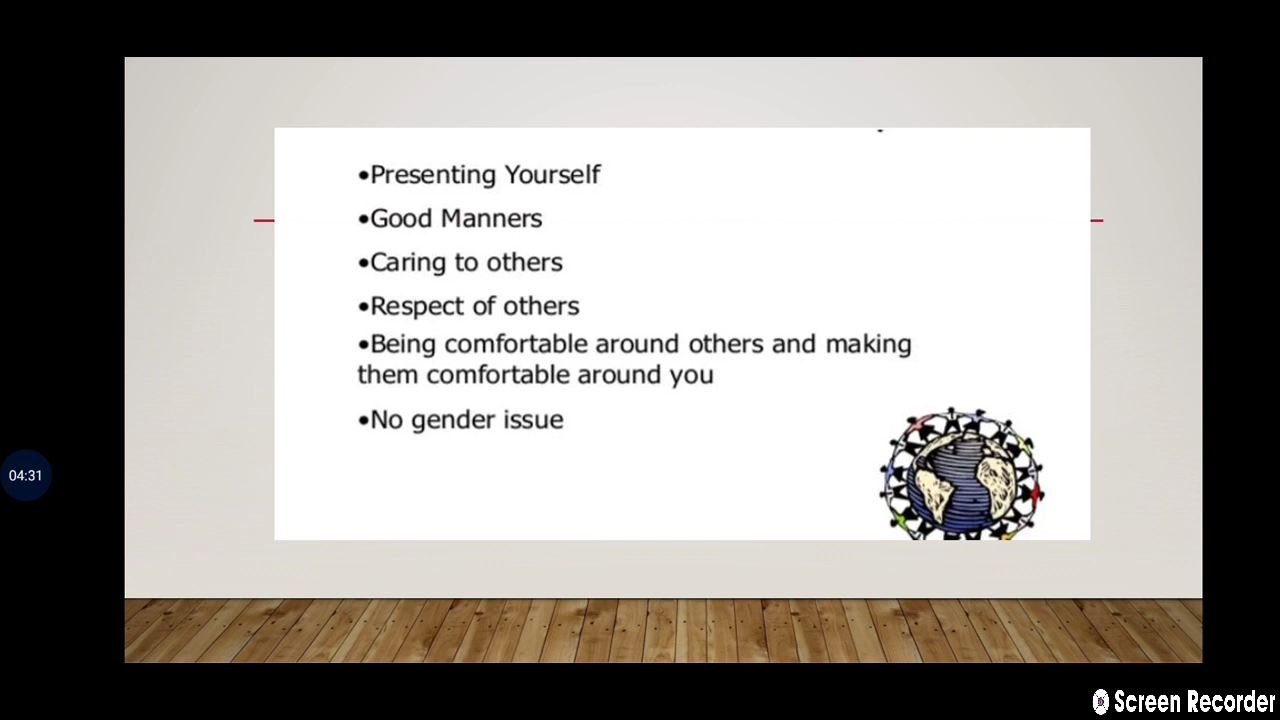 •Presenting Yourself
•Good Manners
•Caring to others
•Respect of others
•Being comfortable around others and making
them comfortable around you
•No gender issue
04:31
Screen Recorder